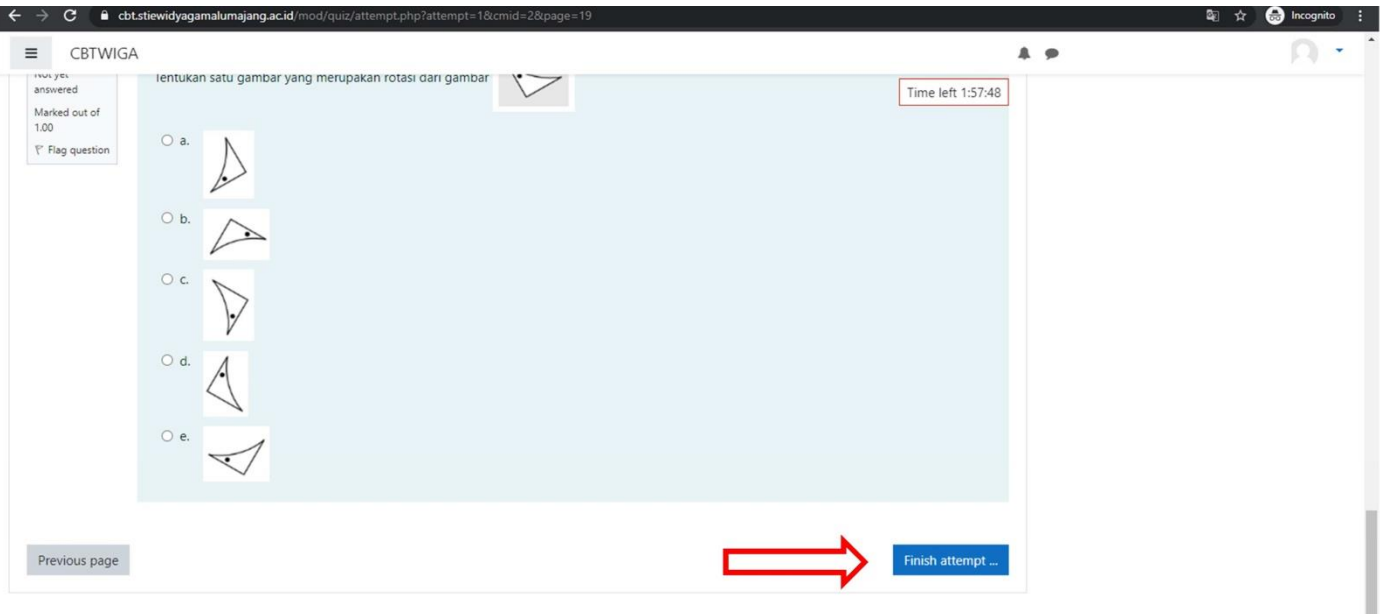 cbt.stiewidyagamalumajang.ac.id/mod/quiz/attempt.php?attempt=1&cmid=2&page=19
Incognito
CBTWIGA
Not yet
answered
Marked out of
1.00
Flag question
Tentukan satu gambar yang merupakan rotasi dari gambar
Time left 1:57:48
a.
b.
c.
d.
e.
Previous page
Finish attempt ...